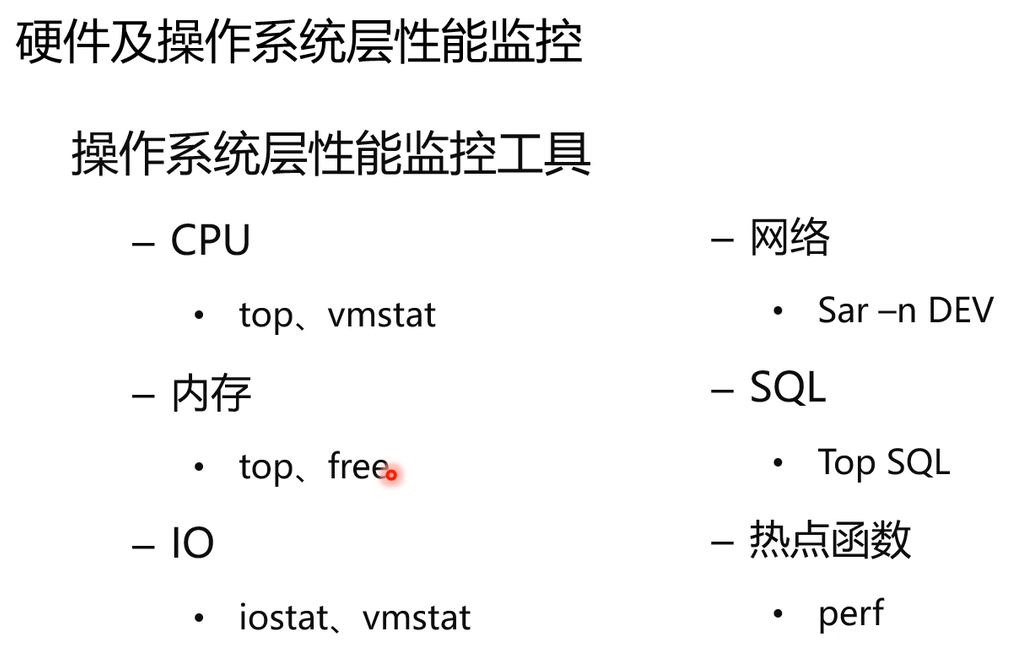 硬件及操作系统层性能监控
操作系统层性能监控工具
– CPU
• top、vmstat
– 内存
• top、free
– IO
• iostat、vmstat
– 网络
• Sar –n DEV
– SQL
• Top SQL
– 热点函数
• perf